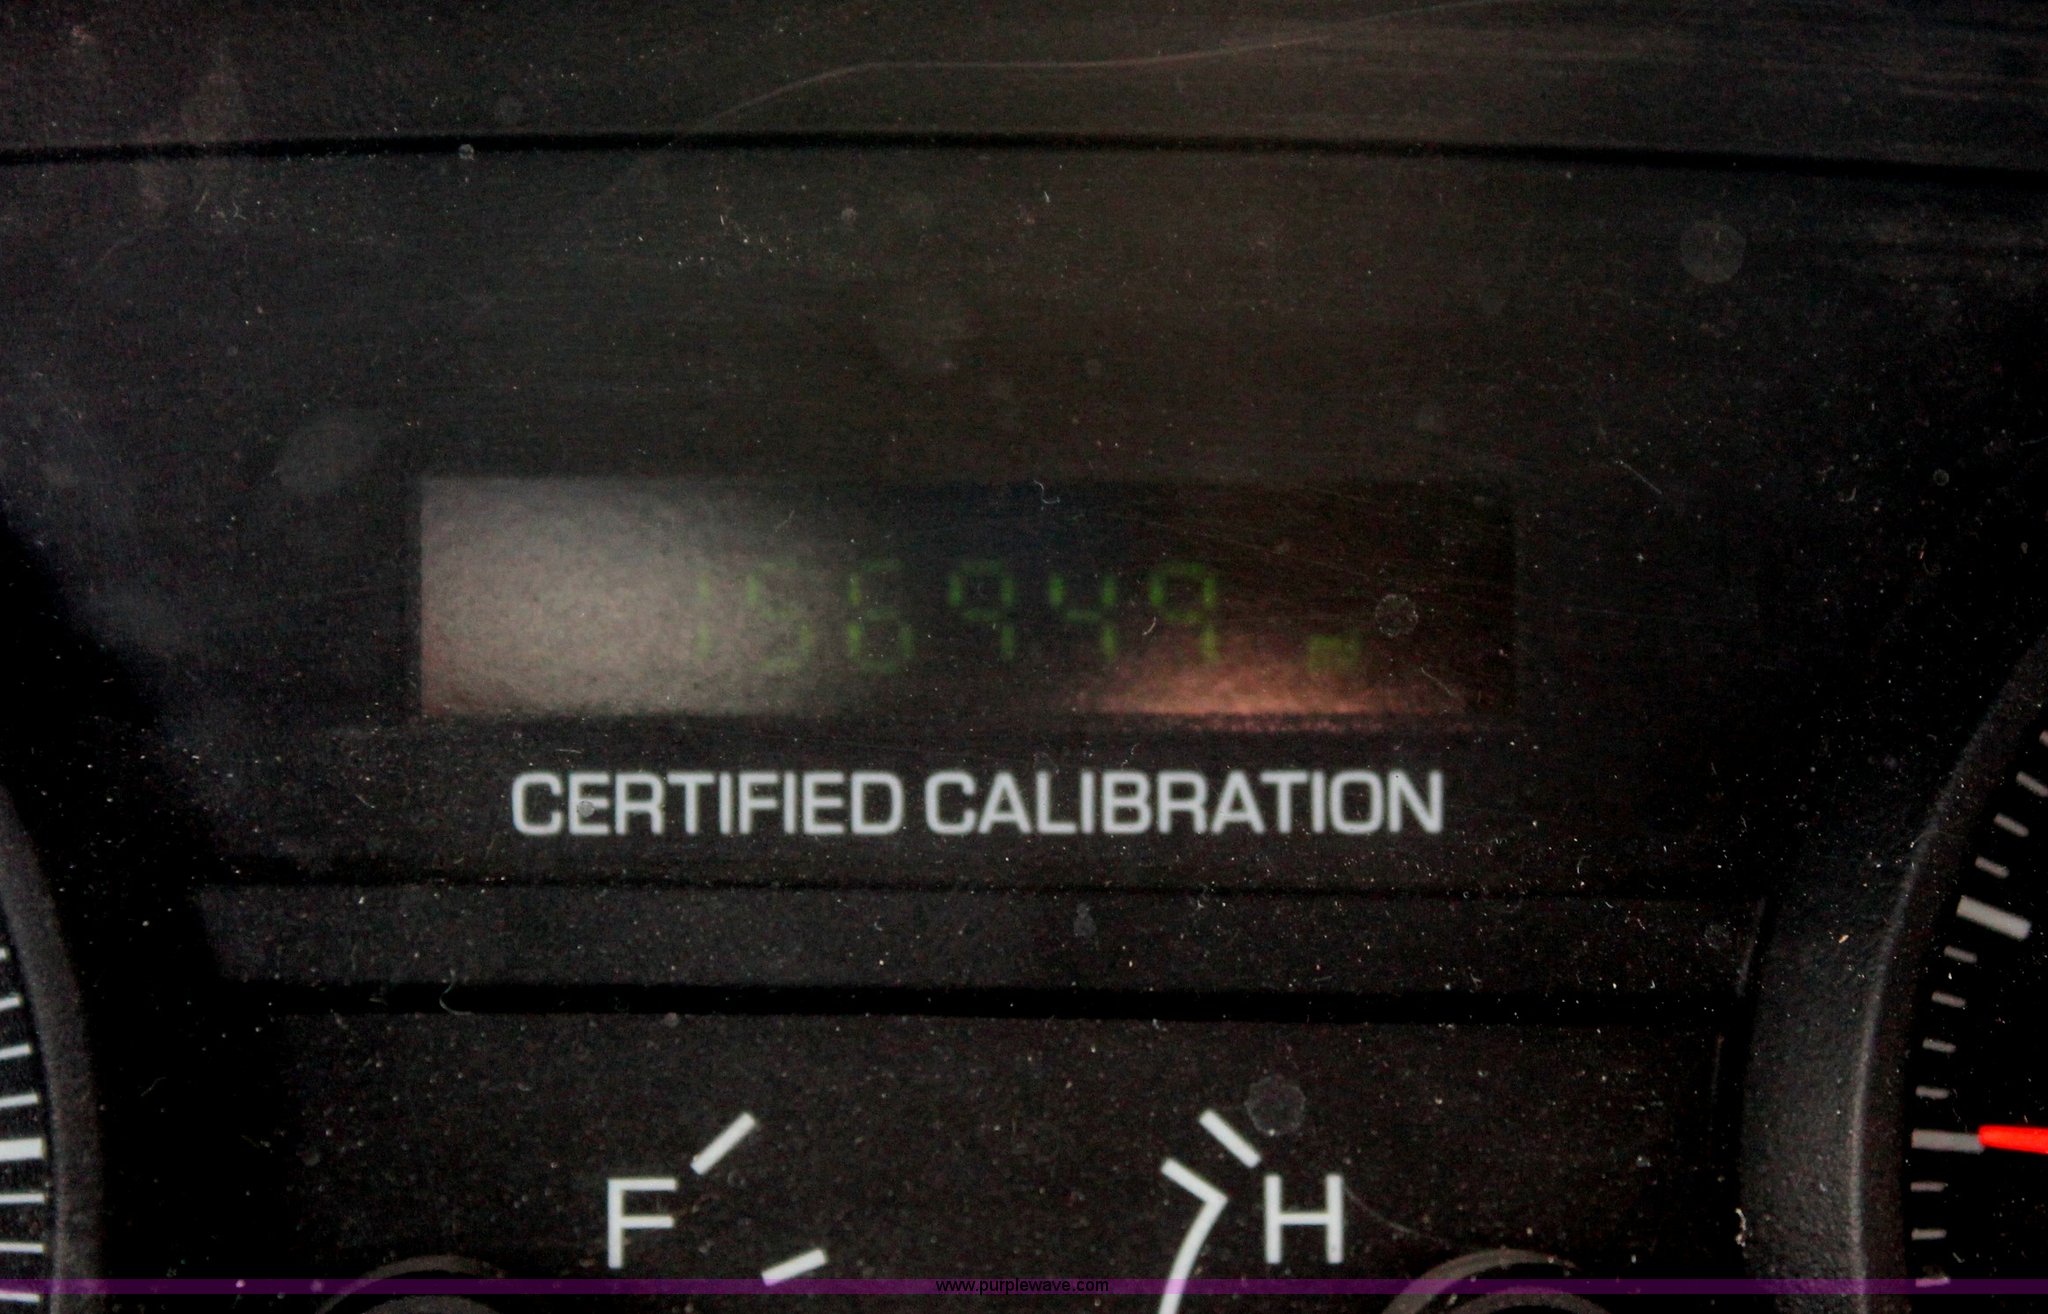 156949
CERTIFIED CALIBRATION
F H
www.purplewave.com